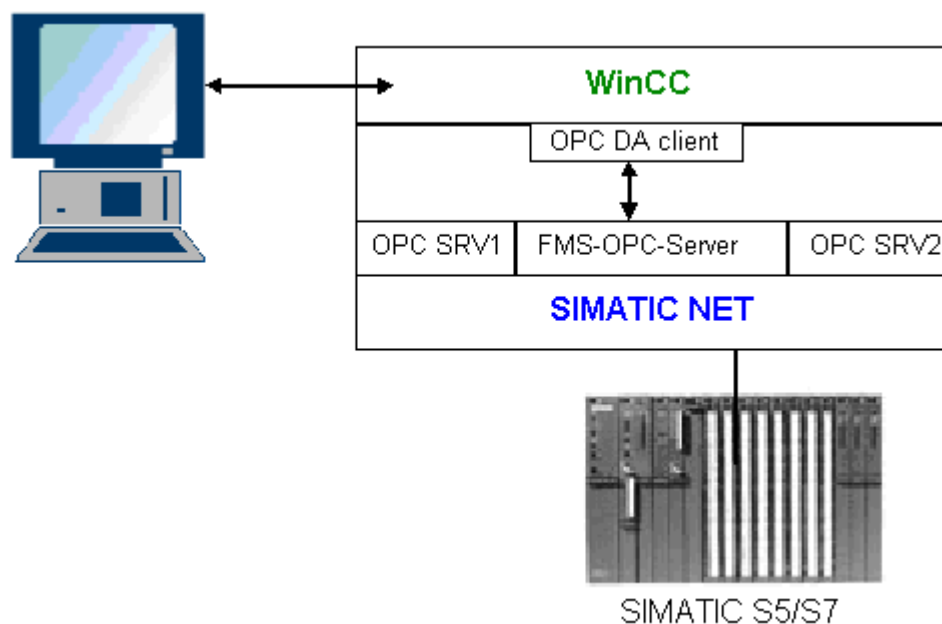 WinCC
OPC DA client
OPC SRV1
FMS-OPC-Server
OPC SRV2
SIMATIC NET
SIMATIC S5/S7